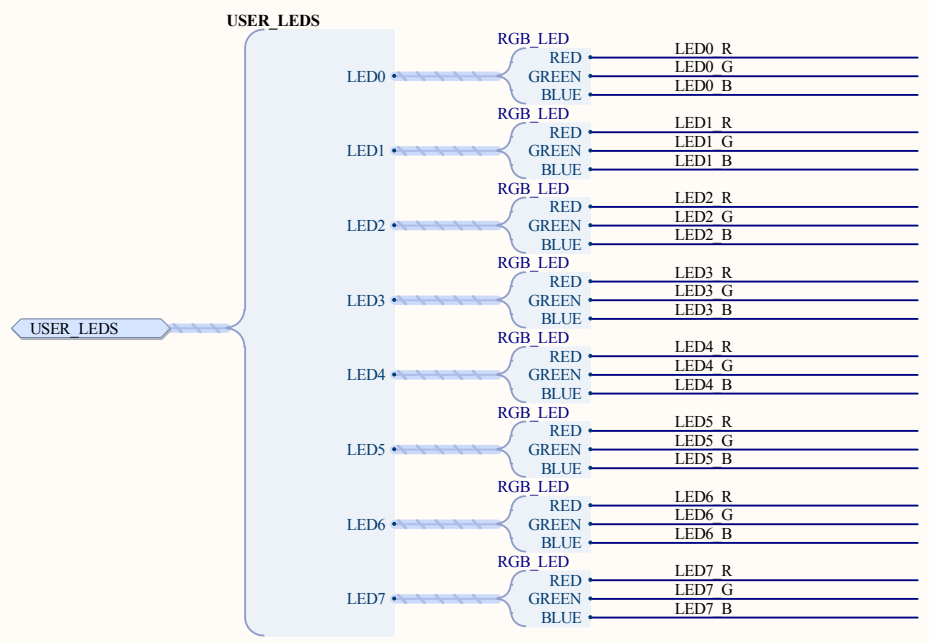 USER_LEDS
RGB_LED
RED LED0_R
LED0 GREEN LED0_G
BLUE LED0_B
RGB_LED
RED LED1_R
LED1 GREEN LED1_G
BLUE LED1_B
RGB_LED
RED LED2_R
LED2 GREEN LED2_G
BLUE LED2_B
RGB_LED
RED LED3_R
LED3 GREEN LED3_G
BLUE LED3_B
USER_LEDS
RGB_LED
RED LED4_R
LED4 GREEN LED4_G
BLUE LED4_B
RGB_LED
RED LED5_R
LED5 GREEN LED5_G
BLUE LED5_B
RGB_LED
RED LED6_R
LED6 GREEN LED6_G
BLUE LED6_B
RGB_LED
RED LED7_R
LED7 GREEN LED7_G
BLUE LED7_B